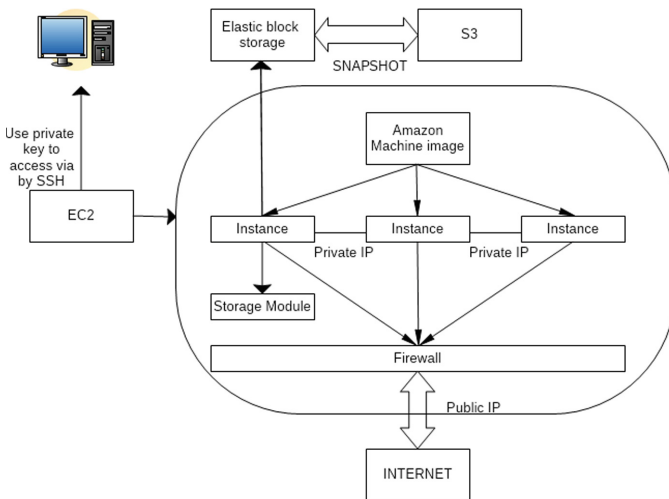 Elastic block
storage
S3
SNAPSHOT
Use private
key to
access via
by SSH
EC2
Amazon
Machine image
Instance
Instance
Instance
Private IP
Private IP
Storage Module
Firewall
Public IP
INTERNET